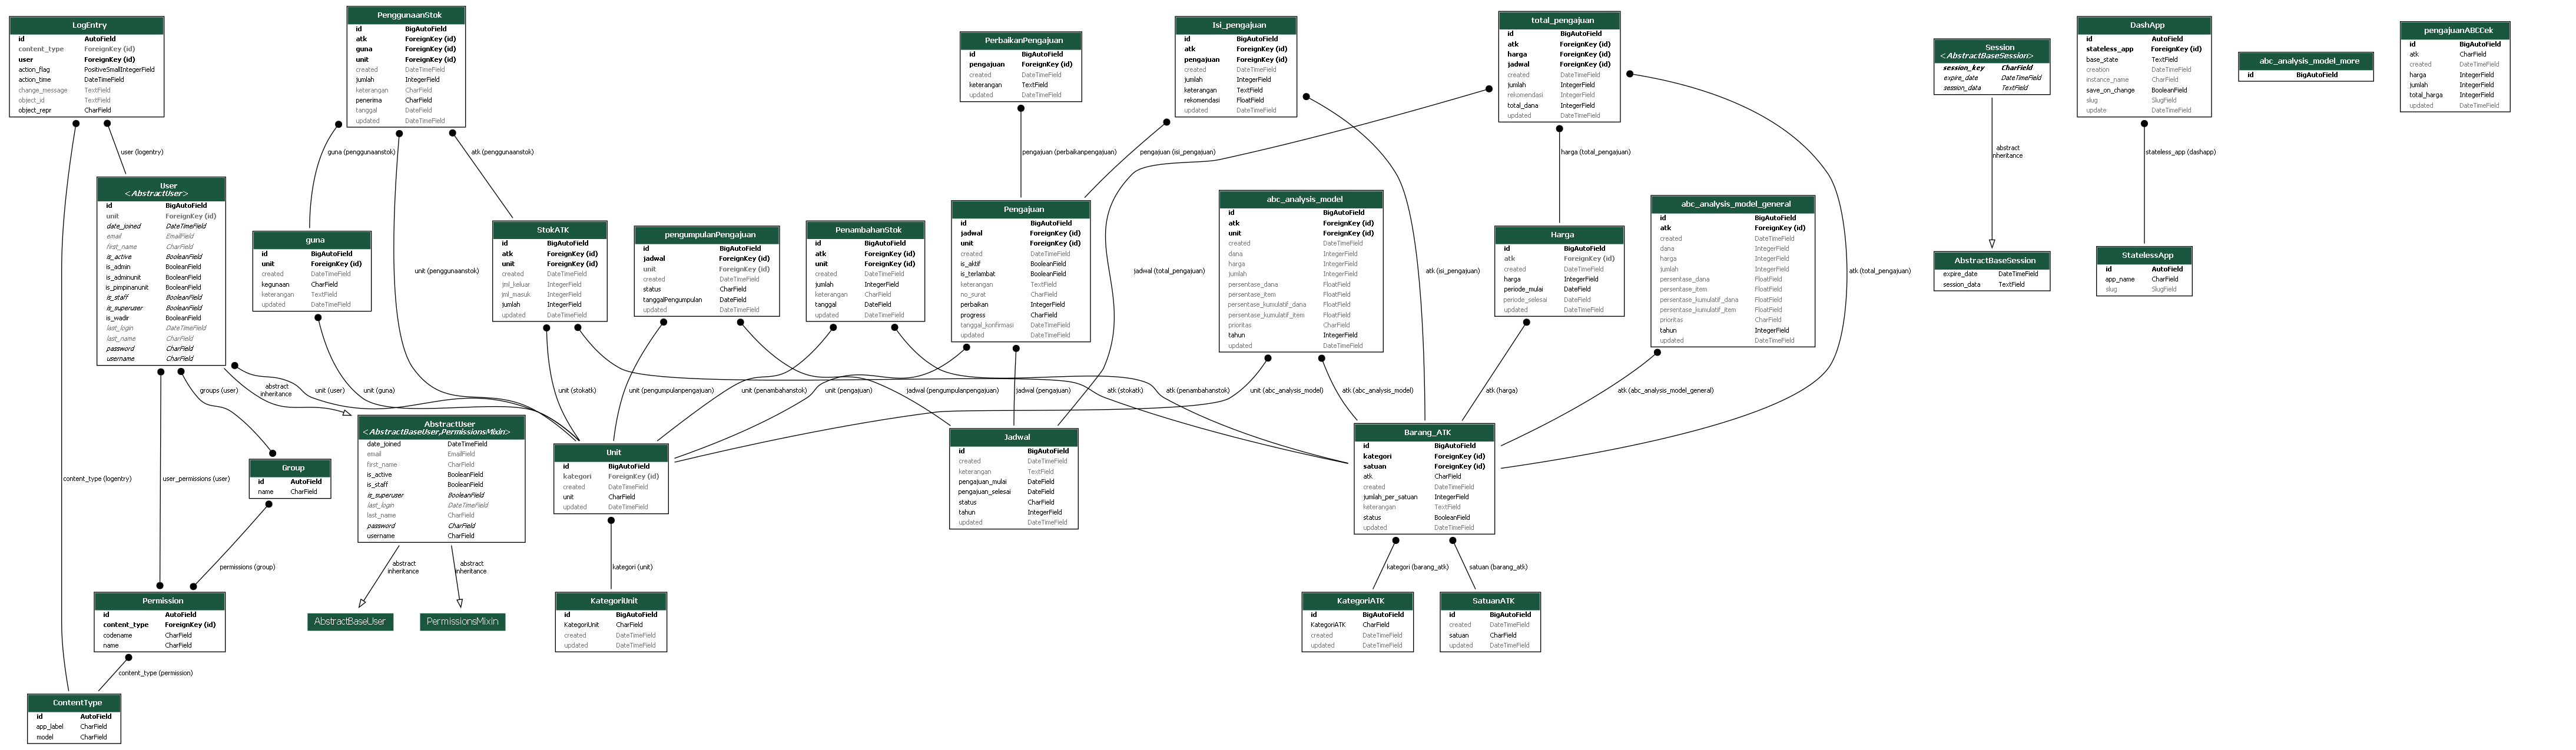 LogEntry
id AutoField
content_type ForeignKey (id)
user ForeignKey (id)
action_flag PositiveSmallIntegerField
action_time DateTimeField
change_message TextField
object_id TextField
object_repr CharField
PenggunaanStok
id BigAutoField
atk ForeignKey (id)
guna ForeignKey (id)
unit ForeignKey (id)
created DateTimeField
jumlah IntegerField
keterangan CharField
penerima CharField
tanggal DateField
updated DateTimeField
PerbaikanPengajuan
id BigAutoField
pengajuan ForeignKey (id)
created DateTimeField
keterangan TextField
updated DateTimeField
Isi_pengajuan
id BigAutoField
atk ForeignKey (id)
pengajuan ForeignKey (id)
created DateTimeField
jumlah IntegerField
keterangan TextField
rekomendasi FloatField
updated DateTimeField
total_pengajuan
id BigAutoField
atk ForeignKey (id)
harga ForeignKey (id)
jadwal ForeignKey (id)
created DateTimeField
jumlah IntegerField
rekomendasi IntegerField
total_dana IntegerField
updated DateTimeField
Session
<AbstractBaseSession>
session_key CharField
expire_date DateTimeField
session_data TextField
DashApp
id AutoField
stateless_app ForeignKey (id)
base_state TextField
creation DateTimeField
instance_name CharField
save_on_change BooleanField
slug SlugField
update DateTimeField
abc_analysis_model_more
id BigAutoField
pengajuanABCCek
id BigAutoField
atk CharField
created DateTimeField
harga IntegerField
jumlah IntegerField
total_harga IntegerField
updated DateTimeField
user (logentry)
guna (penggunaanstok)
atk (penggunaanstok)
pengajuan (perbaikanpengajuan)
pengajuan (isi_pengajuan)
harga (total_pengajuan)
abstract
inheritance
stateless_app (dashapp)
User
<AbstractUser>
id BigAutoField
unit ForeignKey (id)
date_joined DateTimeField
email EmailField
first_name CharField
is_active BooleanField
is_admin BooleanField
is_adminunit BooleanField
is_pimpinanunit BooleanField
is_staff BooleanField
is_superuser BooleanField
is_wadir BooleanField
last_login DateTimeField
last_name CharField
password CharField
username CharField
guna
id BigAutoField
unit ForeignKey (id)
created DateTimeField
kegunaan CharField
keterangan TextField
updated DateTimeField
unit (penggunaanstok)
StokATK
id BigAutoField
atk ForeignKey (id)
unit ForeignKey (id)
created DateTimeField
jml_keluar IntegerField
jml_masuk IntegerField
jumlah IntegerField
updated DateTimeField
pengumpulanPengajuan
id BigAutoField
jadwal ForeignKey (id)
unit ForeignKey (id)
created DateTimeField
status CharField
tanggalPengumpulan DateField
updated DateTimeField
PenambahanStok
id BigAutoField
atk ForeignKey (id)
unit ForeignKey (id)
created DateTimeField
jumlah IntegerField
keterangan CharField
tanggal DateField
updated DateTimeField
Pengajuan
id BigAutoField
jadwal ForeignKey (id)
unit ForeignKey (id)
created DateTimeField
is_aktif BooleanField
is_terlambat BooleanField
keterangan TextField
no_surat CharField
perbaikan IntegerField
progress CharField
tanggal_konfirmasi DateTimeField
updated DateTimeField
jadwal (total_pengajuan)
abc_analysis_model
id BigAutoField
atk ForeignKey (id)
unit ForeignKey (id)
created DateTimeField
dana IntegerField
harga IntegerField
jumlah IntegerField
persentase_dana FloatField
persentase_item FloatField
persentase_kumulatif_dana FloatField
persentase_kumulatif_item FloatField
prioritas CharField
tahun IntegerField
updated DateTimeField
atk (isi_pengajuan)
Harga
id BigAutoField
atk ForeignKey (id)
created DateTimeField
harga IntegerField
periode_mulai DateField
periode_selesai DateField
updated DateTimeField
abc_analysis_model_general
id BigAutoField
atk ForeignKey (id)
created DateTimeField
dana IntegerField
harga IntegerField
jumlah IntegerField
persentase_dana FloatField
persentase_item FloatField
persentase_kumulatif_dana FloatField
persentase_kumulatif_item FloatField
prioritas CharField
tahun IntegerField
updated DateTimeField
atk (total_pengajuan)
AbstractBaseSession
expire_date DateTimeField
session_data TextField
StatelessApp
id AutoField
app_name CharField
slug SlugField
groups (user)
abstract
inheritance
unit (user)
unit (guna)
unit (stokatk)
unit (pengumpulanpengajuan)
unit (penambahanstok)
unit (pengajuan)
jadwal (pengumpulanpengajuan)
jadwal (pengajuan)
atk (stokatk)
atk (penambahanstok)
unit (abc_analysis_model)
atk (abc_analysis_model)
atk (harga)
atk (abc_analysis_model_general)
content_type (logentry)
user_permissions (user)
Group
id AutoField
name CharField
AbstractUser
<AbstractBaseUser,PermissionsMixin>
date_joined DateTimeField
email EmailField
first_name CharField
is_active BooleanField
is_staff BooleanField
is_superuser BooleanField
last_login DateTimeField
last_name CharField
password CharField
username CharField
Unit
id BigAutoField
kategori ForeignKey (id)
created DateTimeField
unit CharField
updated DateTimeField
Jadwal
id BigAutoField
created DateTimeField
keterangan TextField
pengajuan_mulai DateField
pengajuan_selesai DateField
status CharField
tahun IntegerField
updated DateTimeField
Barang_ATK
id BigAutoField
kategori ForeignKey (id)
satuan ForeignKey (id)
atk CharField
created DateTimeField
jumlah_per_satuan IntegerField
keterangan TextField
status BooleanField
updated DateTimeField
permissions (group)
abstract
inheritance
abstract
inheritance
kategori (unit)
kategori (barang_atk)
satuan (barang_atk)
Permission
id AutoField
content_type ForeignKey (id)
codename CharField
name CharField
AbstractBaseUser
PermissionsMixin
KategoriUnit
id BigAutoField
KategoriUnit CharField
created DateTimeField
updated DateTimeField
KategoriATK
id BigAutoField
KategoriATK CharField
created DateTimeField
updated DateTimeField
SatuanATK
id BigAutoField
created DateTimeField
satuan CharField
updated DateTimeField
content_type (permission)
ContentType
id AutoField
app_label CharField
model CharField